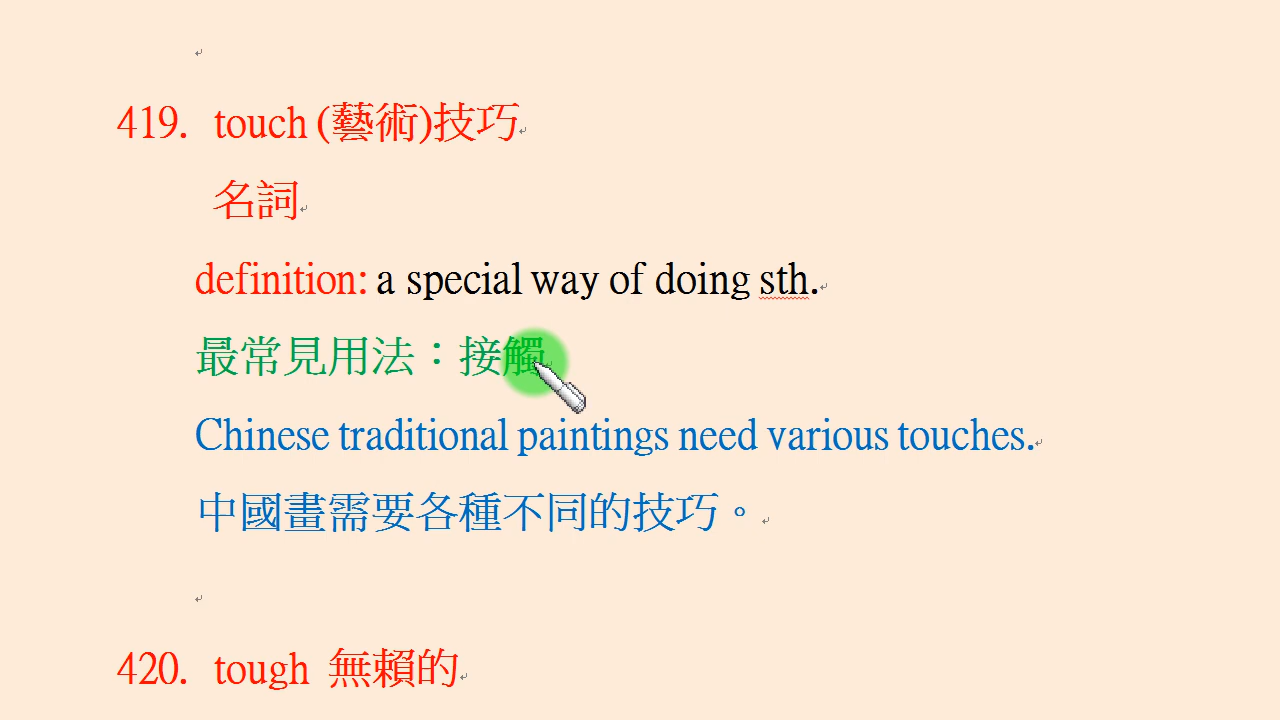 419. touch (藝術)技巧
名詞
definition: a special way of doing sth.
最常見用法：接觸
Chinese traditional paintings need various touches.
中國畫需要各種不同的技巧。
420. tough 無賴的